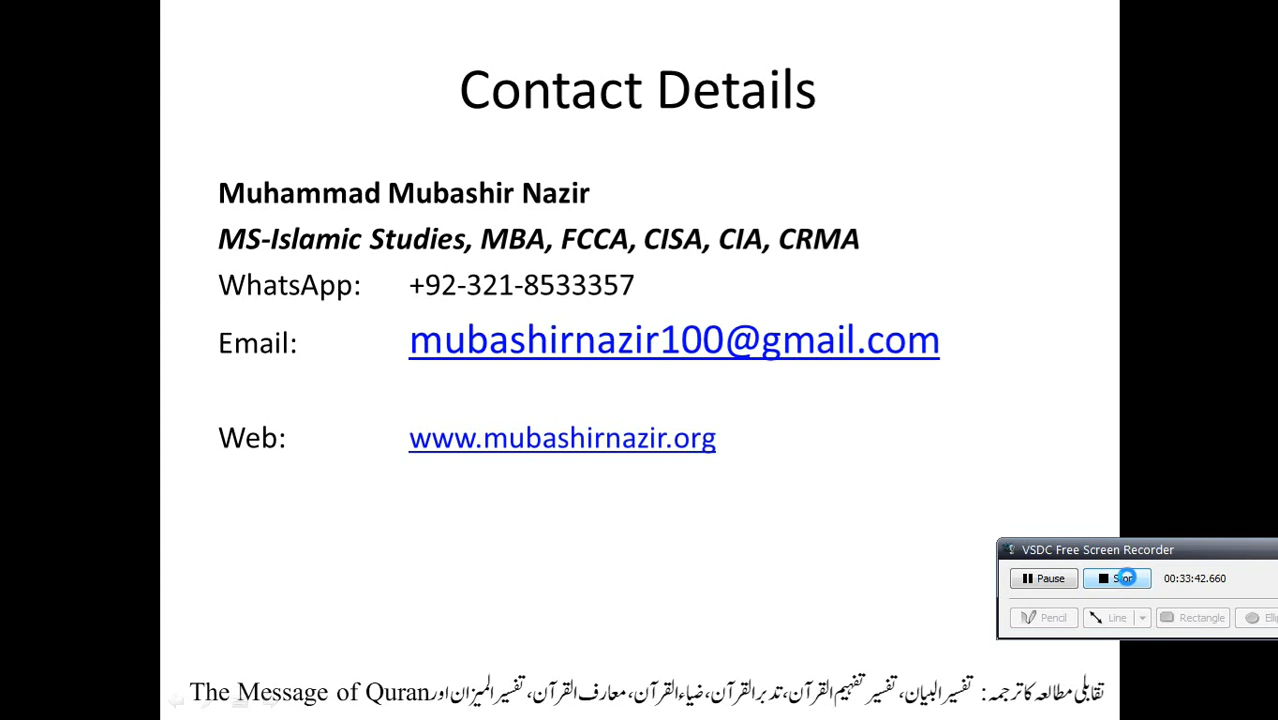 Contact Details
Muhammad Mubashir Nazir
MS-Islamic Studies, MBA, FCCA, CISA, CIA, CRMA
WhatsApp: +92-321-8533357
Email: mubashirnazir100@gmail.com
Web: www.mubashirnazir.org
VSDC Free Screen Recorder
Pause
00:33:42.660
Pencil
Line
Rectangle
تقابلی مطالعہ کا ترجمہ: تفسیر البیان، تفسیر تفہیم القرآن، تدبر القرآن، ضیاء القرآن، معارف القرآن، تفسیر المیزان اور The Message of Quran